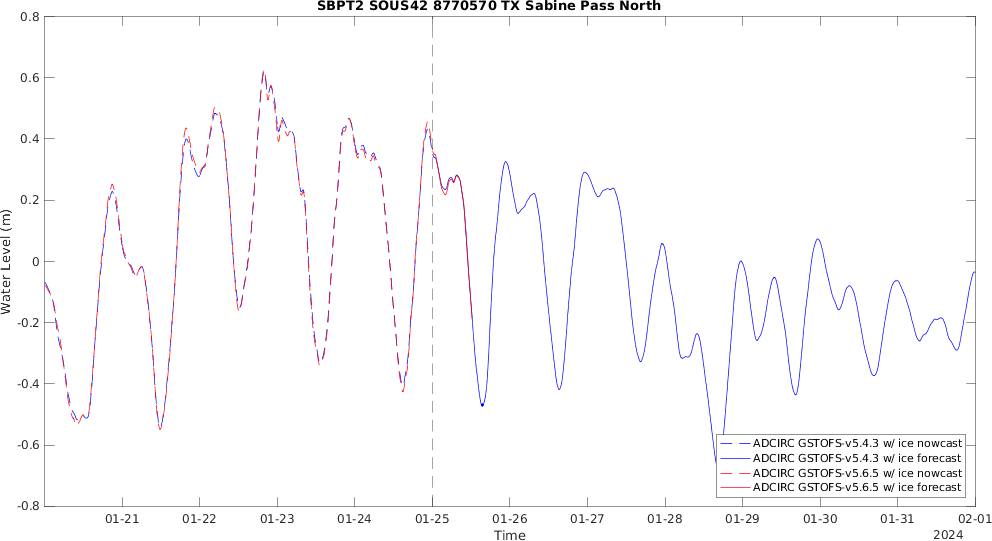 SBPT2 SOUS42 8770570 TX Sabine Pass North
Water Level (m)
0.8
0.6
0.4
0.2
0
-0.2
-0.4
-0.6
-0.8
ADCIRC GSTOFS-v5.4.3 w/ ice nowcast
ADCIRC GSTOFS-v5.4.3 w/ ice forecast
ADCIRC GSTOFS-v5.6.5 w/ ice nowcast
ADCIRC GSTOFS-v5.6.5 w/ ice forecast
01-21 01-22 01-23 01-24 01-25 01-26 01-27 01-28 01-29 01-30 01-31 02-01
Time
2024